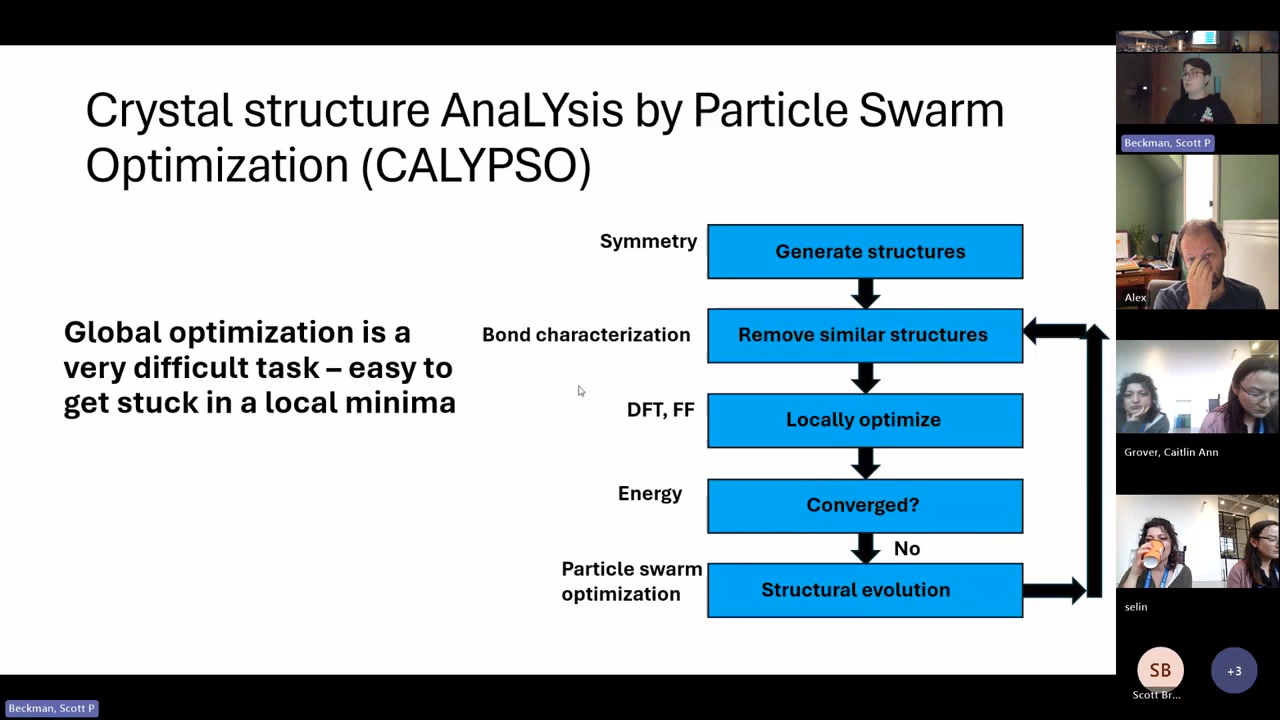 Crystal structure AnaLYsis by Particle Swarm
Optimization (CALYPSO)
Global optimization is a
very difficult task – easy to
get stuck in a local minima
Symmetry
Generate structures
Bond characterization
Remove similar structures
DFT, FF
Locally optimize
Energy
Converged?
No
Particle swarm
optimization
Structural evolution
Beckman, Scott P
Alex
Grover, Caitlin Ann
selin
SB
Scott Br...
+3
Beckman, Scott P